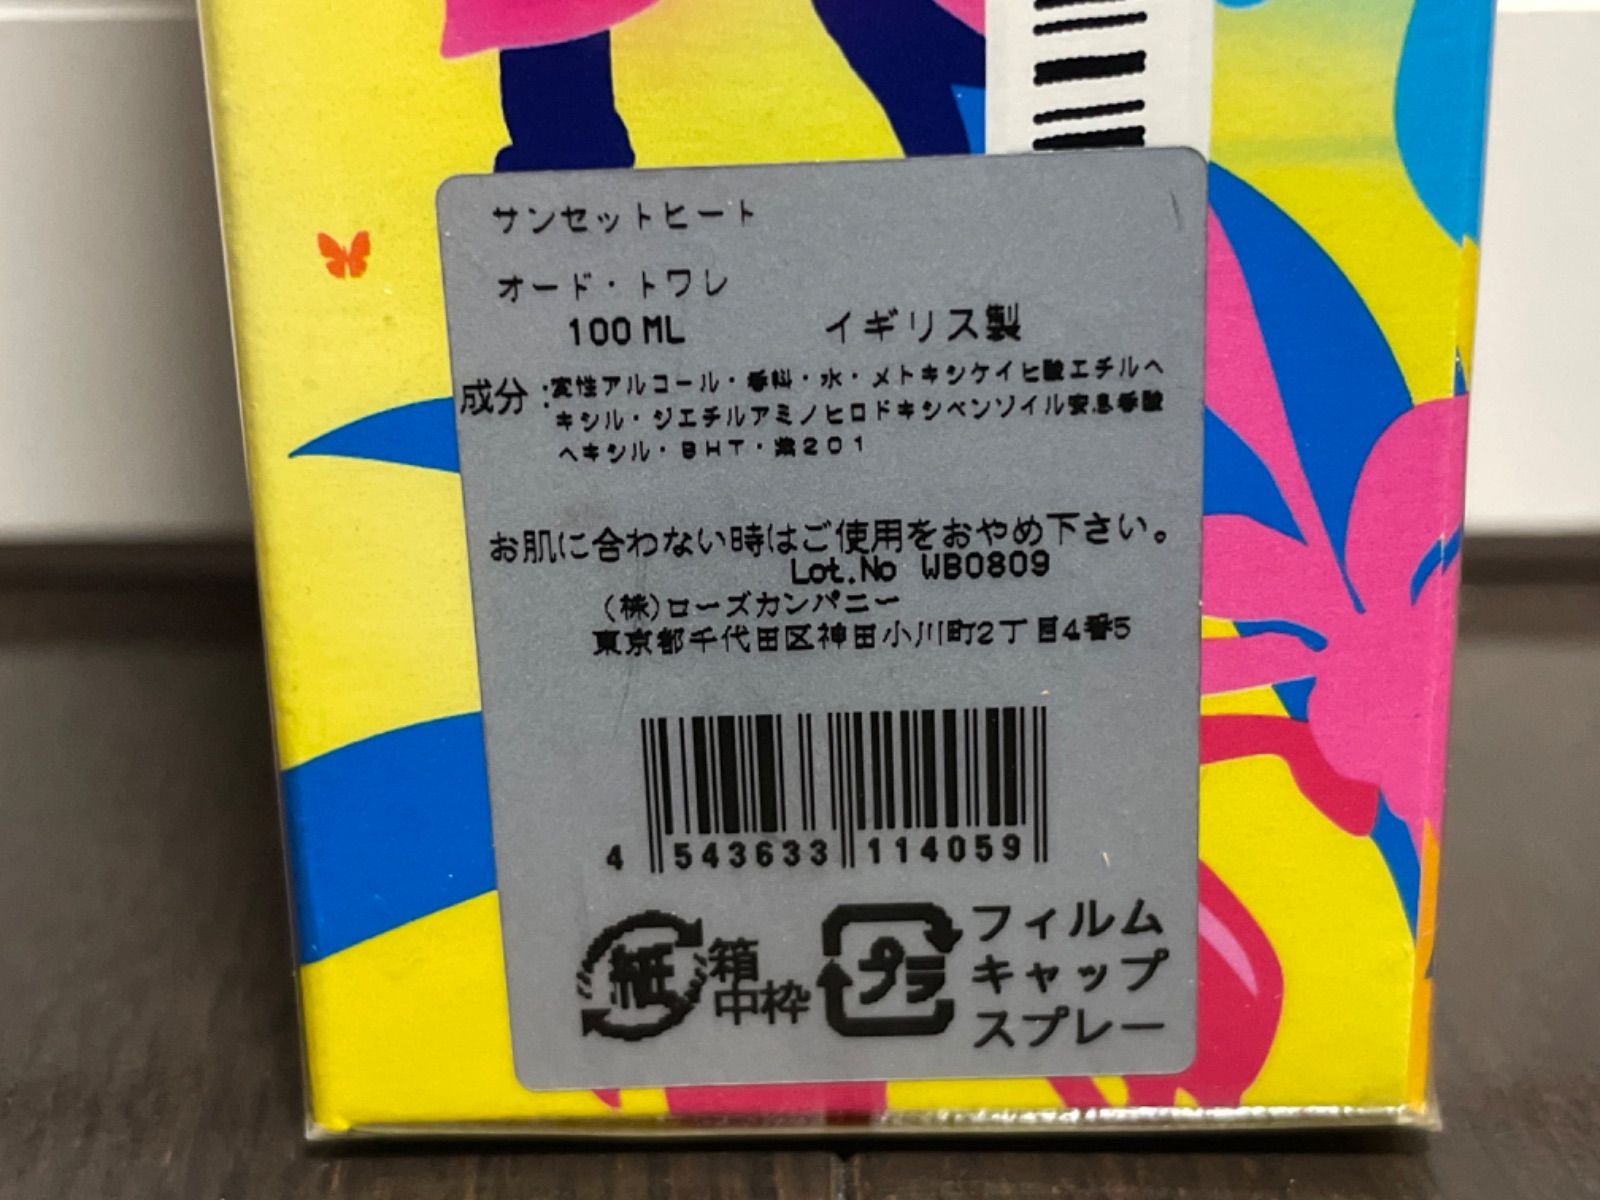 サンセットヒート
オード・トワレ
100ML イギリス製
成分:変性アルコール・香料・水・メトキシケイヒ酸エチルヘ
キシル・ジエチルアミノヒロドキシベンゾイル安息香酸
ヘキシル・BHT・橙201
お肌に合わない時はご使用をおやめ下さい。
Lot.No WB0809
(株)ローズカンパニー
東京都千代田区神田小川町2丁目4番5
4 543633 114059
紙 箱
中枠
プラ フィルム
キャップ
スプレー